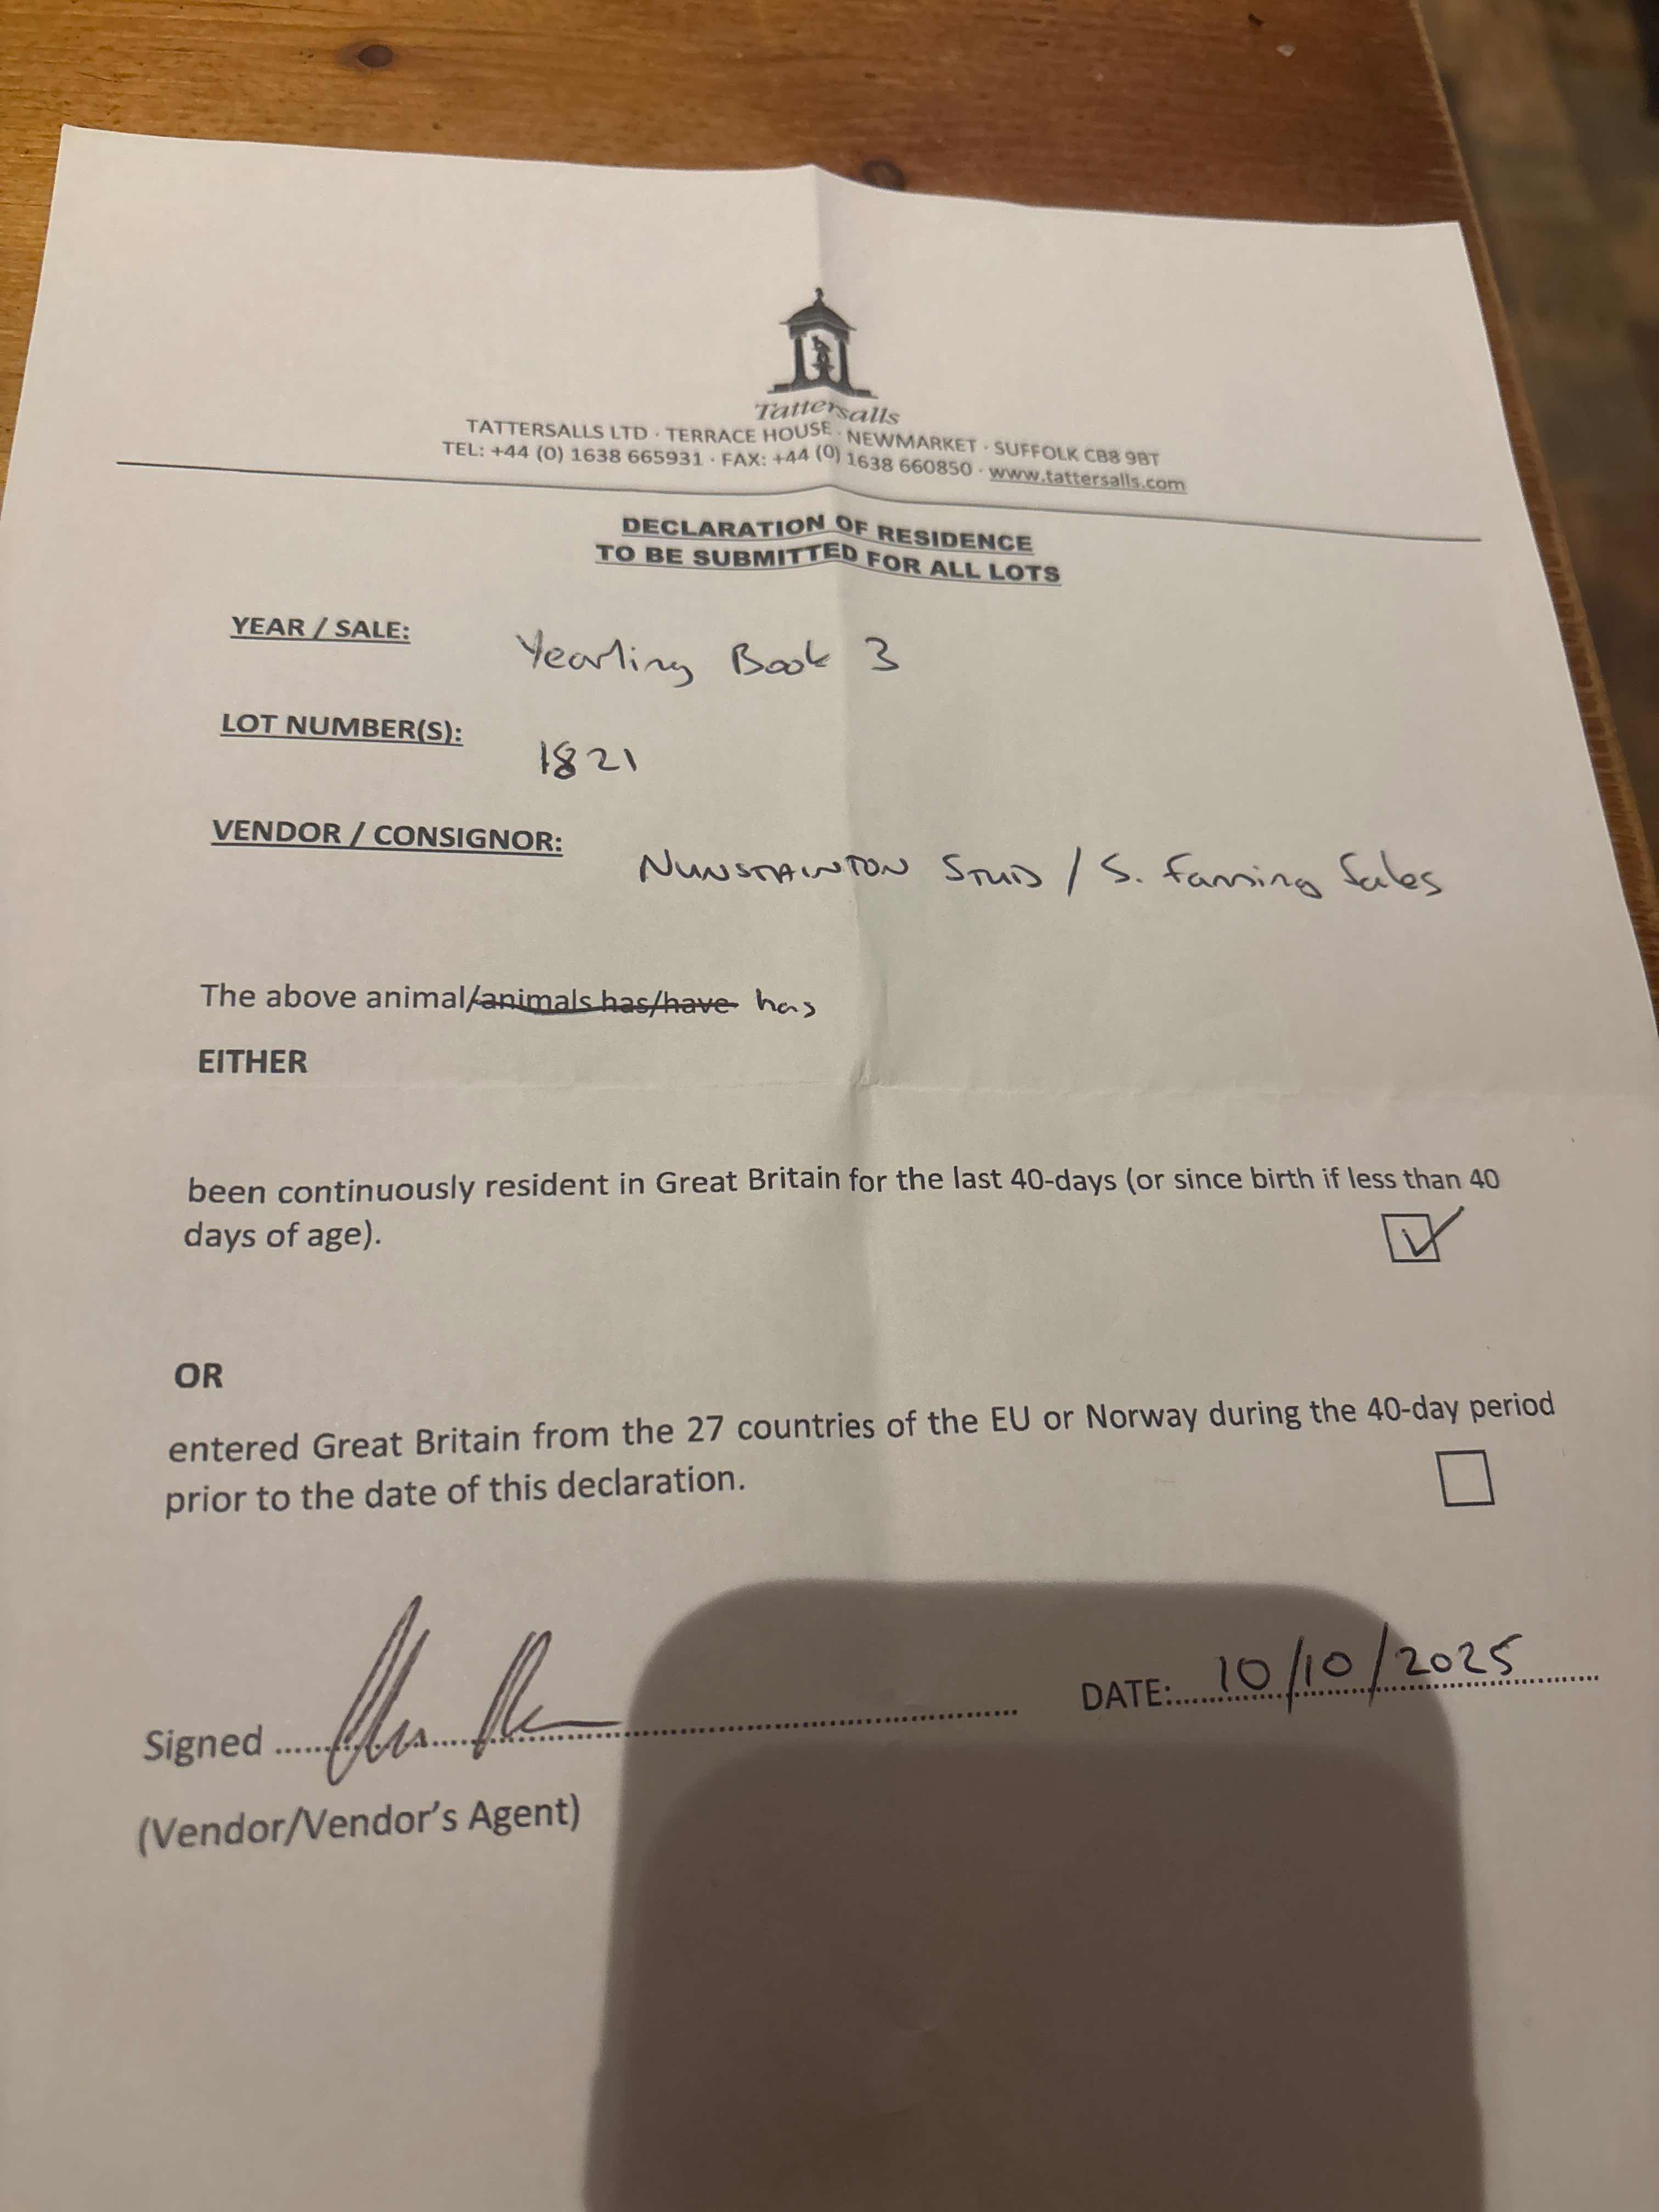 Tattersalls
TATTERSALLS LTD · TERRACE HOUSE · NEWMARKET · SUFFOLK CB8 9BT
TEL: +44 (0) 1638 665931 · FAX: +44 (0) 1638 660850 · www.tattersalls.com
DECLARATION OF RESIDENCE
TO BE SUBMITTED FOR ALL LOTS
YEAR / SALE: Yearling Book 3
LOT NUMBER(S): 1821
VENDOR / CONSIGNOR: NUNSTAINTON STUD / S. Sales
The above animal/animals has/have has
EITHER
been continuously resident in Great Britain for the last 40-days (or since birth if less than 40
days of age).
OR
entered Great Britain from the 27 countries of the EU or Norway during the 40-day period
prior to the date of this declaration.
Signed DATE: 10/10/2025
(Vendor/Vendor's Agent)